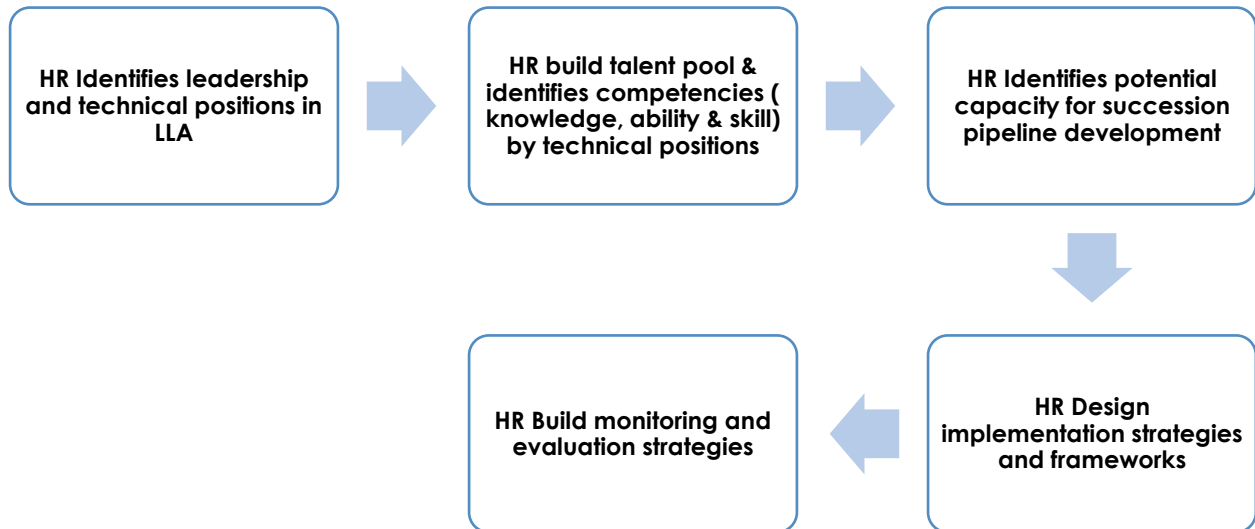 HR Identifies leadership
and technical positions in
LLA
HR build talent pool &
identifies competencies (
knowledge, ability & skill)
by technical positions
HR Identifies potential
capacity for succession
pipeline development
HR Design
implementation strategies
and frameworks
HR Build monitoring and
evaluation strategies